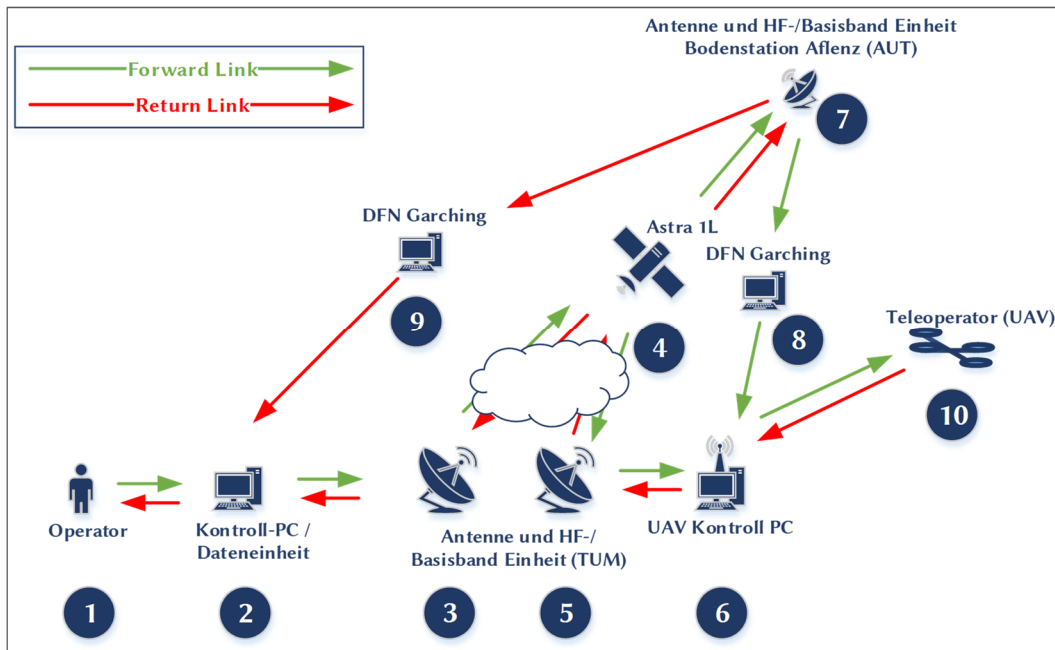 Antenne und HF-/Basisband Einheit
Bodenstation Aflenz (AUT)
Forward Link
Return Link
7
DFN Garching
Astra 1L
DFN Garching
9
4
8
Teleoperator (UAV)
10
Operator
Kontroll-PC /
Dateneinheit
Antenne und HF-/
Basisband Einheit (TUM)
UAV Kontroll PC
1
2
3
5
6